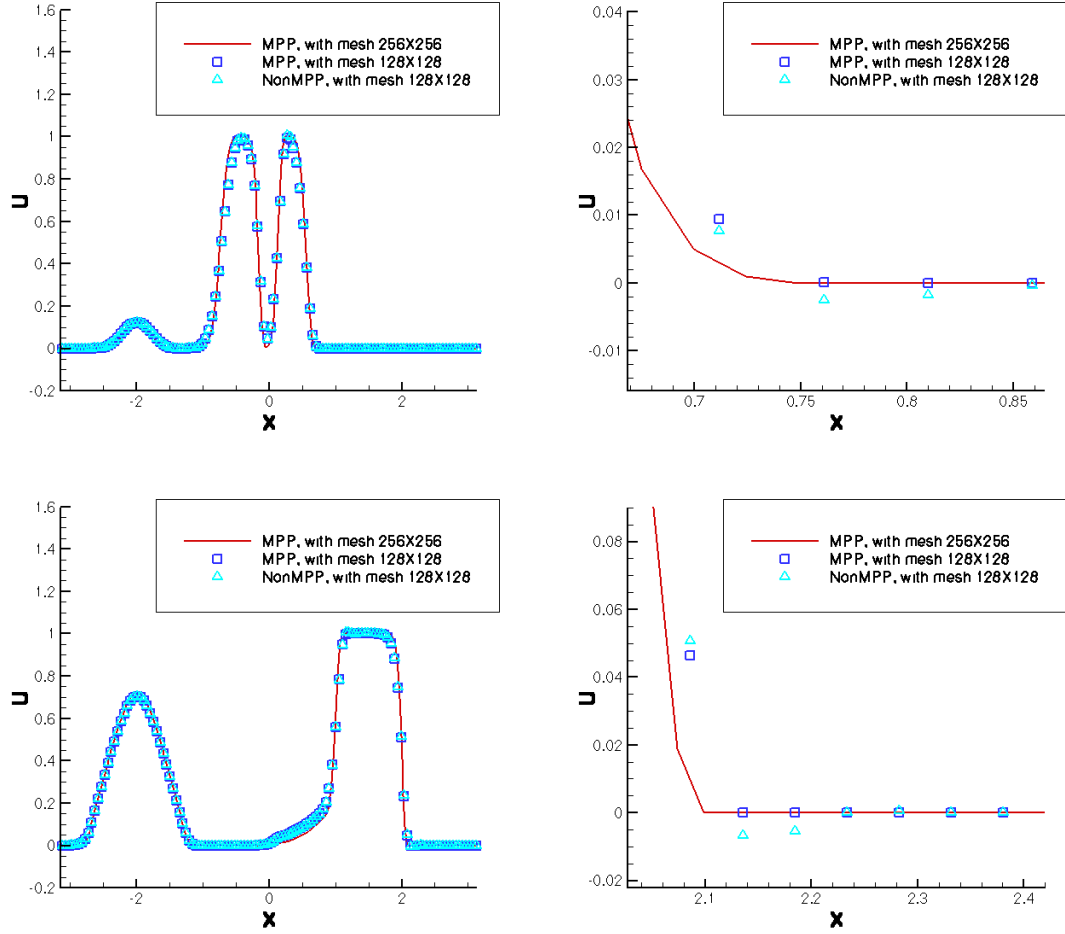 1.6
1.4
1.2
1
0.8
0.6
0.4
0.2
0
-0.2
U
-2
0
2
X
MPP, with mesh 256X256
MPP, with mesh 128X128
NonMPP, with mesh 128X128
0.04
0.03
0.02
0.01
0
-0.01
U
0.7
0.75
0.8
0.85
X
MPP, with mesh 256X256
MPP, with mesh 128X128
NonMPP, with mesh 128X128
1.6
1.4
1.2
1
0.8
0.6
0.4
0.2
0
-0.2
U
-2
0
2
X
MPP, with mesh 256X256
MPP, with mesh 128X128
NonMPP, with mesh 128X128
0.08
0.06
0.04
0.02
0
-0.02
U
2.1
2.2
2.3
2.4
X
MPP, with mesh 256X256
MPP, with mesh 128X128
NonMPP, with mesh 128X128